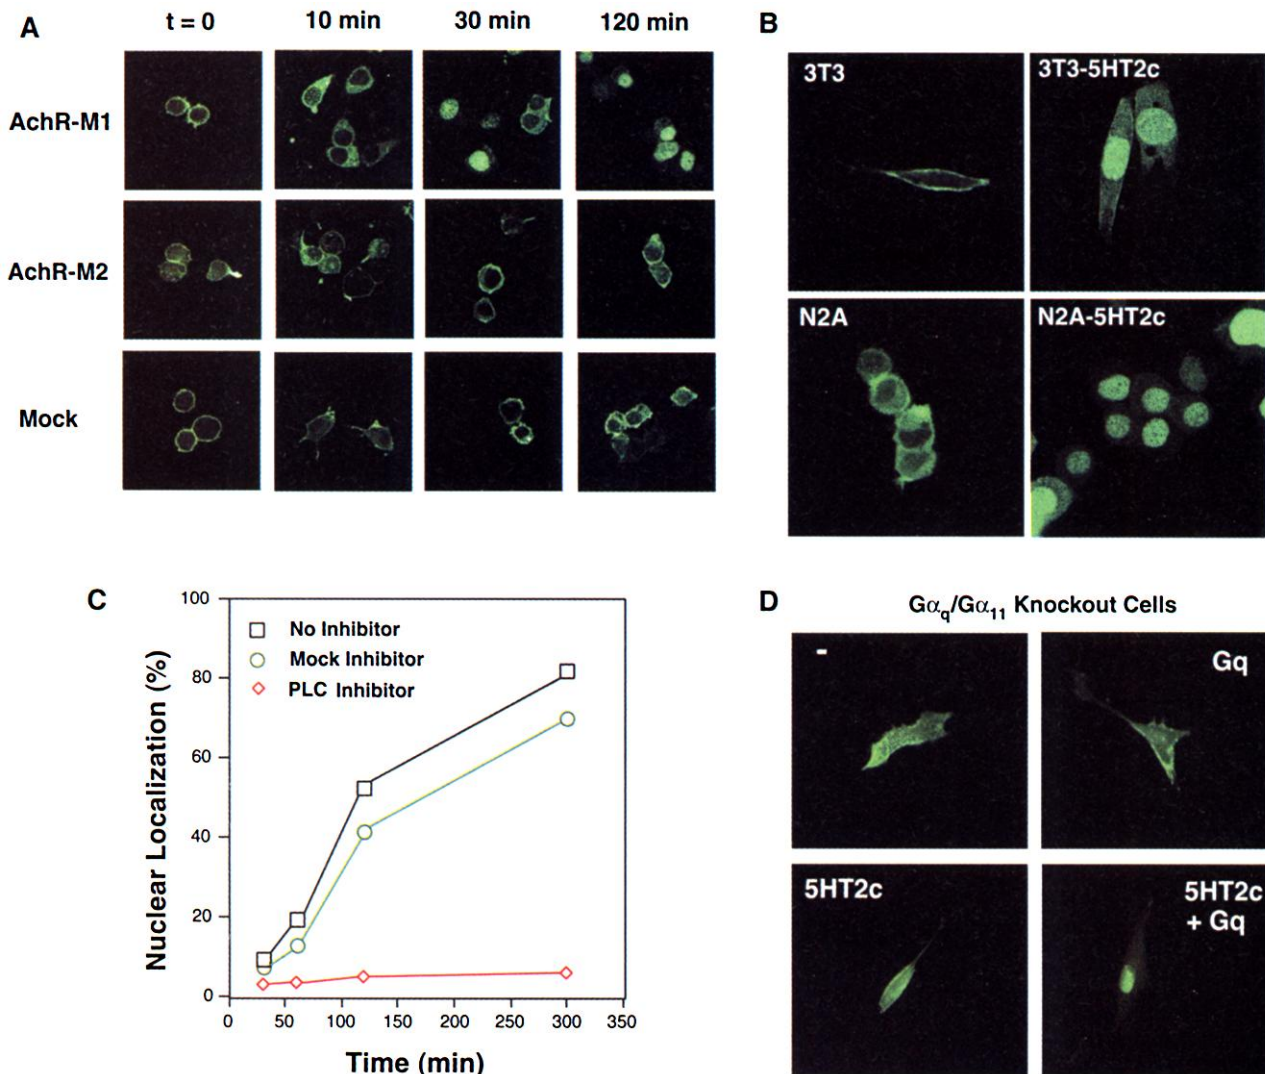 A
t = 0 10 min 30 min 120 min
AchR-M1
AchR-M2
Mock
B
3T3
3T3-5HT2c
N2A
N2A-5HT2c
C
100
80
60
40
20
0
Nuclear Localization (%)
No Inhibitor
Mock Inhibitor
PLC Inhibitor
0 50 100 150 200 250 300 350
Time (min)
D
Gαq/Gα11 Knockout Cells
-
Gq
5HT2c
5HT2c
+ Gq